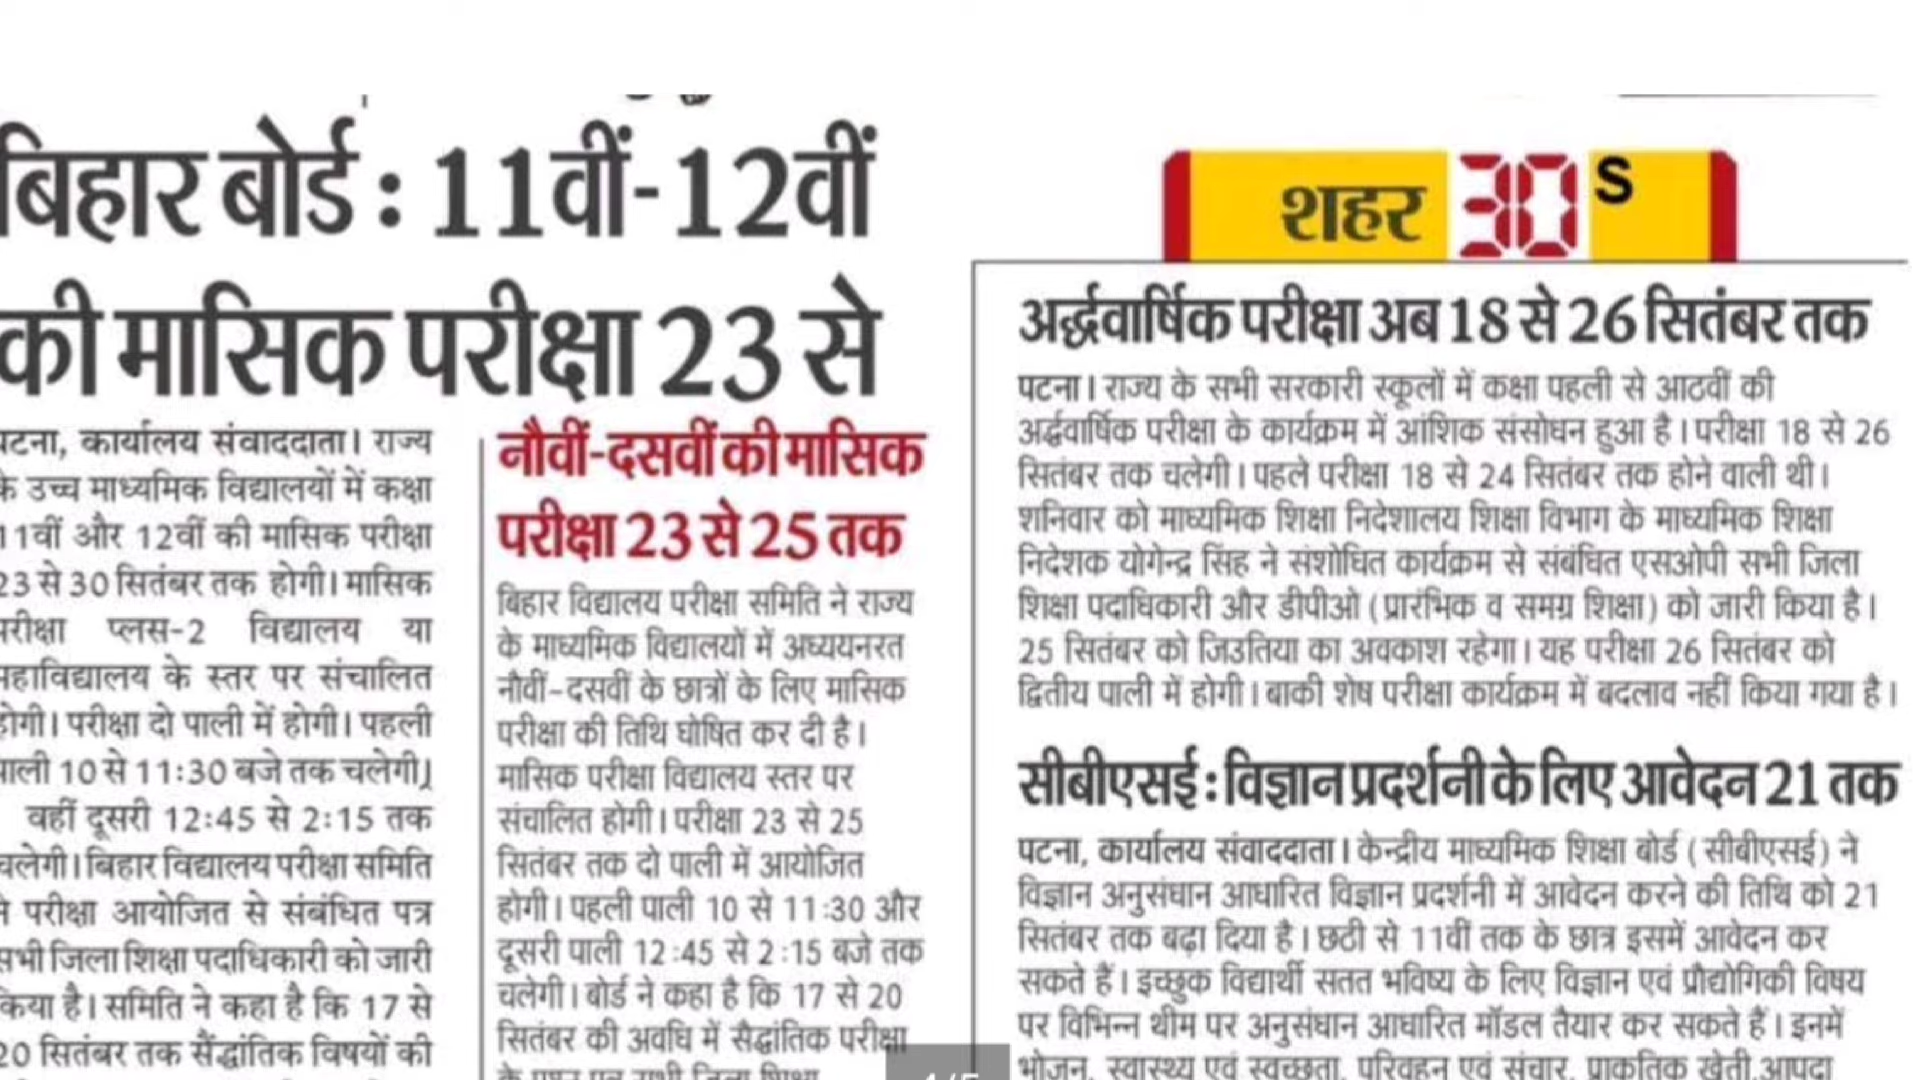 बिहार बोर्ड : 11वीं-12वीं
की मासिक परीक्षा 23 से
पटना, कार्यालय संवाददाता। राज्य
के उच्च माध्यमिक विद्यालयों में कक्षा
11वीं और 12वीं की मासिक परीक्षा
23 से 30 सितंबर तक होगी। मासिक
परीक्षा प्लस-2 विद्यालय या
महाविद्यालय के स्तर पर संचालित
होगी। परीक्षा दो पाली में होगी। पहली
पाली 10 से 11:30 बजे तक चलेगी।
वहीं दूसरी 12:45 से 2:15 तक
चलेगी। बिहार विद्यालय परीक्षा समिति
ने परीक्षा आयोजित से संबंधित पत्र
सभी जिला शिक्षा पदाधिकारी को जारी
किया है। समिति ने कहा है कि 17 से
20 सितंबर तक सैंद्धांतिक विषयों की
नौवीं-दसवीं की मासिक
परीक्षा 23 से 25 तक
बिहार विद्यालय परीक्षा समिति ने राज्य
के माध्यमिक विद्यालयों में अध्ययनरत
नौवीं-दसवीं के छात्रों के लिए मासिक
परीक्षा की तिथि घोषित कर दी है।
मासिक परीक्षा विद्यालय स्तर पर
संचालित होगी। परीक्षा 23 से 25
सितंबर तक दो पाली में आयोजित
होगी। पहली पाली 10 से 11:30 और
दूसरी पाली 12:45 से 2:15 बजे तक
चलेगी। बोर्ड ने कहा है कि 17 से 20
सितंबर की अवधि में सैद्धांतिक परीक्षा
शहर 30 S
अर्द्धवार्षिक परीक्षा अब 18 से 26 सितंबर तक
पटना। राज्य के सभी सरकारी स्कूलों में कक्षा पहली से आठवीं की
अर्द्धवार्षिक परीक्षा के कार्यक्रम में आंशिक संसोधन हुआ है। परीक्षा 18 से 26
सितंबर तक चलेगी। पहले परीक्षा 18 से 24 सितंबर तक होने वाली थी।
शनिवार को माध्यमिक शिक्षा निदेशालय शिक्षा विभाग के माध्यमिक शिक्षा
निदेशक योगेन्द्र सिंह ने संशोधित कार्यक्रम से संबंधित एसओपी सभी जिला
शिक्षा पदाधिकारी और डीपीओ (प्रारंभिक व समग्र शिक्षा) को जारी किया है।
25 सितंबर को जिउतिया का अवकाश रहेगा। यह परीक्षा 26 सितंबर को
द्वितीय पाली में होगी। बाकी शेष परीक्षा कार्यक्रम में बदलाव नहीं किया गया है।
सीबीएसई : विज्ञान प्रदर्शनी के लिए आवेदन 21 तक
पटना, कार्यालय संवाददाता। केन्द्रीय माध्यमिक शिक्षा बोर्ड (सीबीएसई) ने
विज्ञान अनुसंधान आधारित विज्ञान प्रदर्शनी में आवेदन करने की तिथि को 21
सितंबर तक बढ़ा दिया है। छठी से 11वीं तक के छात्र इसमें आवेदन कर
सकते हैं। इच्छुक विद्यार्थी सतत भविष्य के लिए विज्ञान एवं प्रौद्योगिकी विषय
पर विभिन्न थीम पर अनुसंधान आधारित मॉडल तैयार कर सकते हैं। इनमें
भोजन, स्वास्थ्य एवं स्वच्छता, परिवहन एवं संचार, प्राकृतिक खेती, आपदा